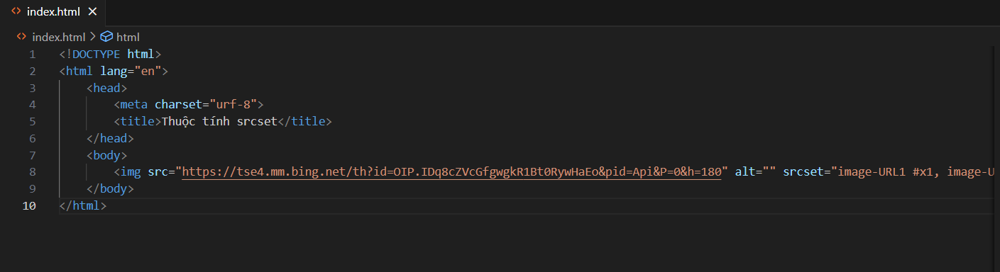 index.html
index.html > html
1 <!DOCTYPE html>
2 <html lang="en">
3 <head>
4 <meta charset="urf-8">
5 <title>Thuộc tính srcset</title>
6 </head>
7 <body>
8 <img src="https://tse4.mm.bing.net/th?id=OIP.IDq8cZVcGfgwgkR1Bt0RywHaEo&pid=Api&P=0&h=180" alt="" srcset="image-URL1 #x1, image-U
9 </body>
10 </html>